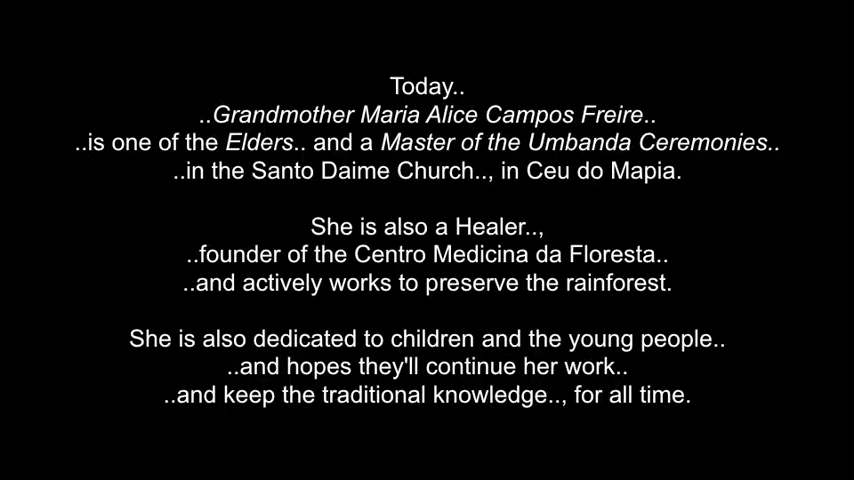 Today..
..Grandmother Maria Alice Campos Freire..
..is one of the Elders.. and a Master of the Umbanda Ceremonies..
..in the Santo Daime Church.., in Ceu do Mapia.
She is also a Healer..,
..founder of the Centro Medicina da Floresta..
..and actively works to preserve the rainforest.
She is also dedicated to children and the young people..
..and hopes they'll continue her work..
..and keep the traditional knowledge.., for all time.